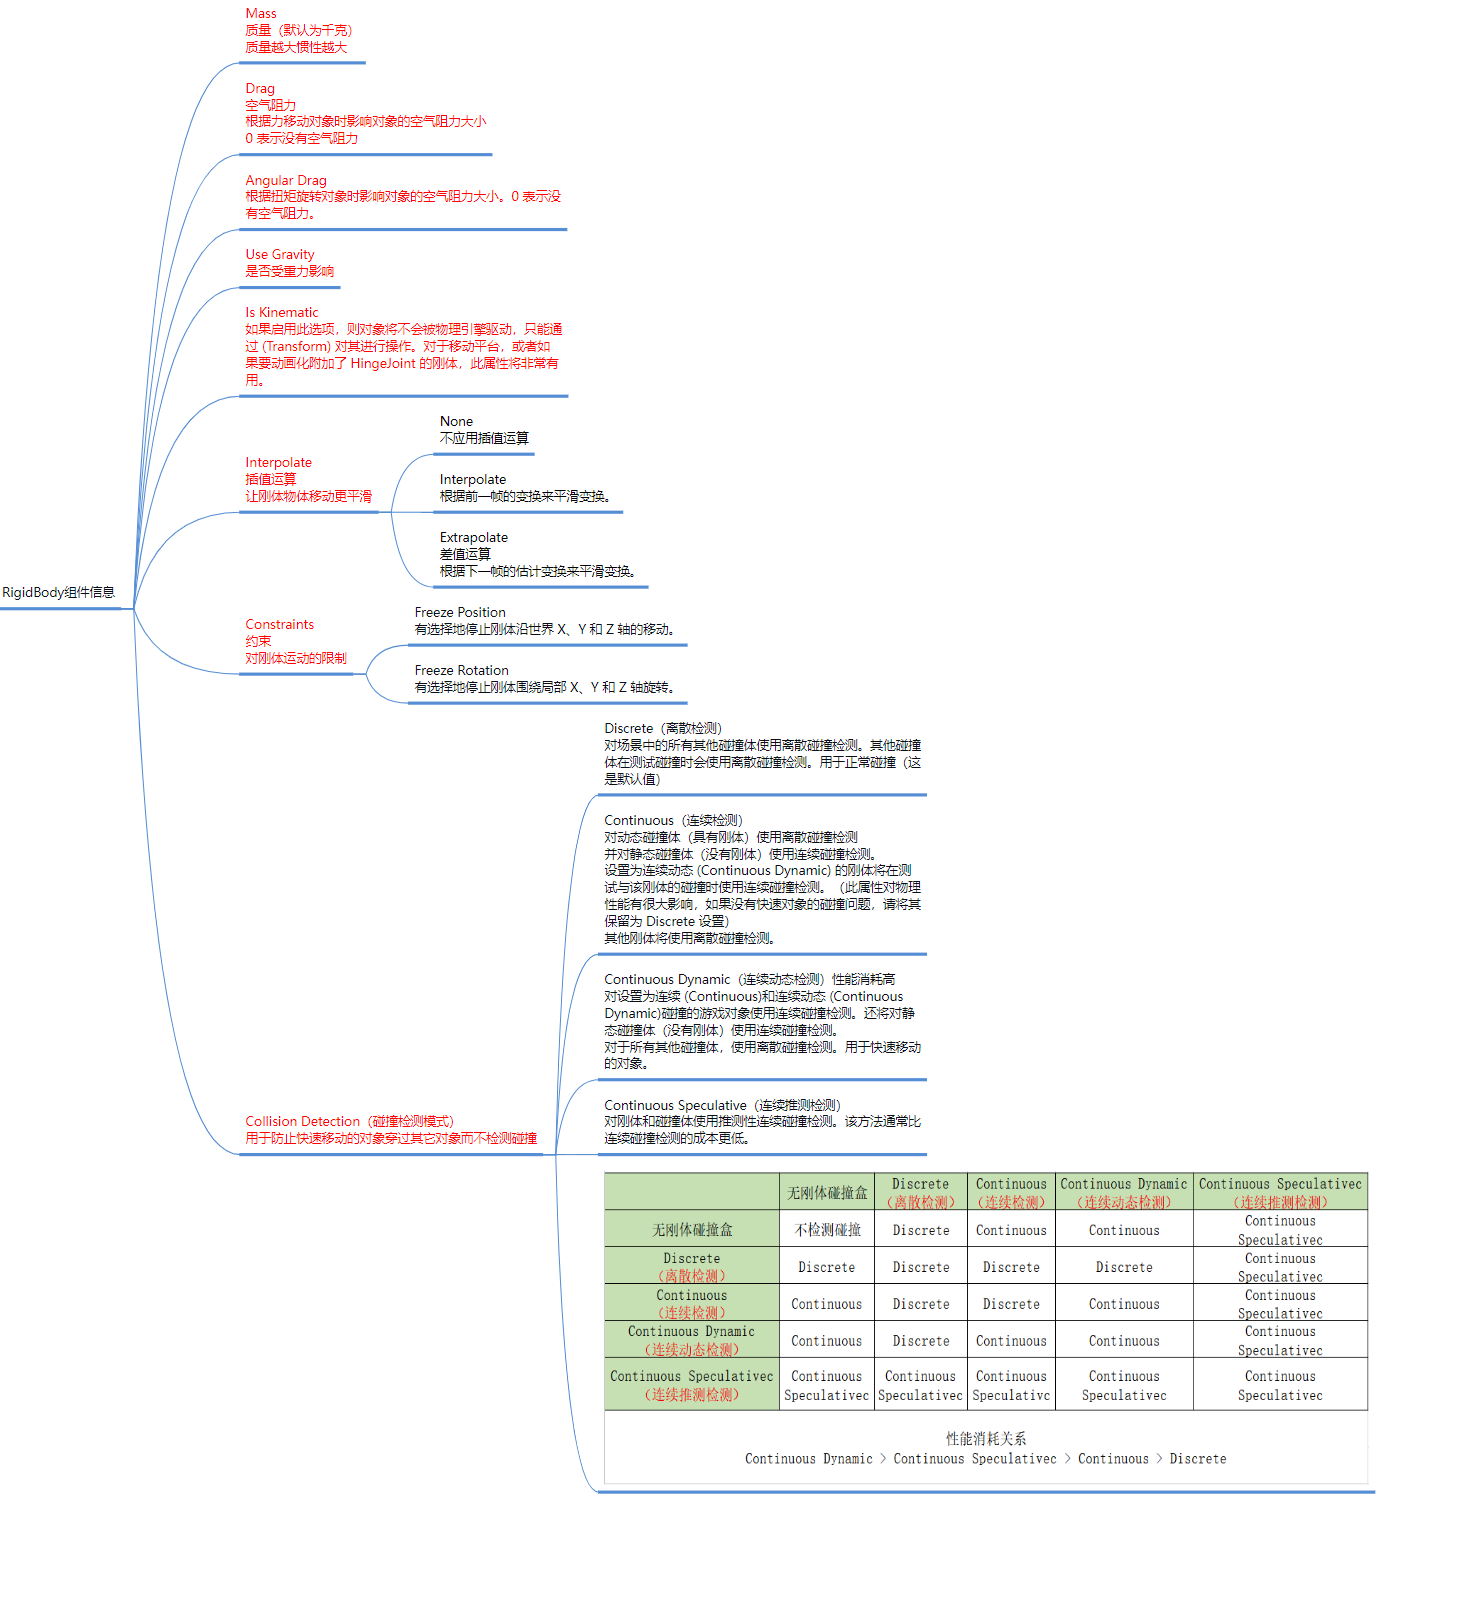 Mass
质量（默认为千克）
质量越大惯性越大
Drag
空气阻力
根据力移动对象时影响对象的空气阻力大小
0 表示没有空气阻力
Angular Drag
根据扭矩旋转对象时影响对象的空气阻力大小。0 表示没
有空气阻力。
Use Gravity
是否受重力影响
Is Kinematic
如果启用此选项，则对象将不会被物理引擎驱动，只能通
过 (Transform) 对其进行操作。对于移动平台，或者如
果要动画化附加了 HingeJoint 的刚体，此属性将非常有
用。
Interpolate
插值运算
让刚体物体移动更平滑
None
不应用插值运算
Interpolate
根据前一帧的变换来平滑变换。
Extrapolate
差值运算
根据下一帧的估计变换来平滑变换。
RigidBody组件信息
Constraints
约束
对刚体运动的限制
Freeze Position
有选择地停止刚体沿世界 X、Y 和 Z 轴的移动。
Freeze Rotation
有选择地停止刚体围绕局部 X、Y 和 Z 轴旋转。
Collision Detection（碰撞检测模式）
用于防止快速移动的对象穿过其它对象而不检测碰撞
Discrete（离散检测）
对场景中的所有其他碰撞体使用离散碰撞检测。其他碰撞
体在测试碰撞时会使用离散碰撞检测。用于正常碰撞（这
是默认值）
Continuous（连续检测）
对动态碰撞体（具有刚体）使用离散碰撞检测
并对静态碰撞体（没有刚体）使用连续碰撞检测。
设置为连续动态 (Continuous Dynamic) 的刚体将在测
试与该刚体的碰撞时使用连续碰撞检测。（此属性对物理
性能有很大影响，如果没有快速对象的碰撞问题，请将其
保留为 Discrete 设置）
其他刚体将使用离散碰撞检测。
Continuous Dynamic（连续动态检测）性能消耗高
对设置为连续 (Continuous)和连续动态 (Continuous
Dynamic)碰撞的游戏对象使用连续碰撞检测。还将对静
态碰撞体（没有刚体）使用连续碰撞检测。
对于所有其他碰撞体，使用离散碰撞检测。用于快速移动
的对象。
Continuous Speculative（连续推测检测）
对刚体和碰撞体使用推测性连续碰撞检测。该方法通常比
连续碰撞检测的成本更低。
无刚体碰撞盒 Discrete（离散检测） Continuous（连续检测） Continuous Dynamic（连续动态检测） Continuous Speculativec（连续推测检测）
无刚体碰撞盒 不检测碰撞 Discrete Continuous Continuous Continuous Speculativec
Discrete（离散检测） Discrete Discrete Discrete Discrete Continuous Speculativec
Continuous（连续检测） Continuous Discrete Discrete Continuous Continuous Speculativec
Continuous Dynamic（连续动态检测） Continuous Discrete Continuous Continuous Continuous Speculativec
Continuous Speculativec（连续推测检测） Continuous Speculativec Continuous Speculativec Continuous Speculativc Continuous Speculativec Continuous Speculativec
性能消耗关系
Continuous Dynamic > Continuous Speculativec > Continuous > Discrete